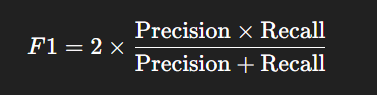 F1 = 2 × Precision × Recall / Precision + Recall